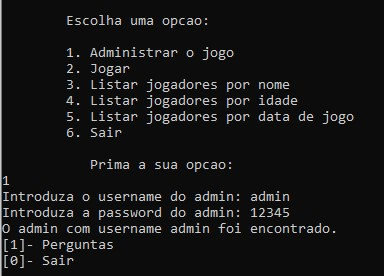 Escolha uma opcao:
1. Administrar o jogo
2. Jogar
3. Listar jogadores por nome
4. Listar jogadores por idade
5. Listar jogadores por data de jogo
6. Sair
Prima a sua opcao:
1
Introduza o username do admin: admin
Introduza a password do admin: 12345
O admin com username admin foi encontrado.
[1]- Perguntas
[0]- Sair